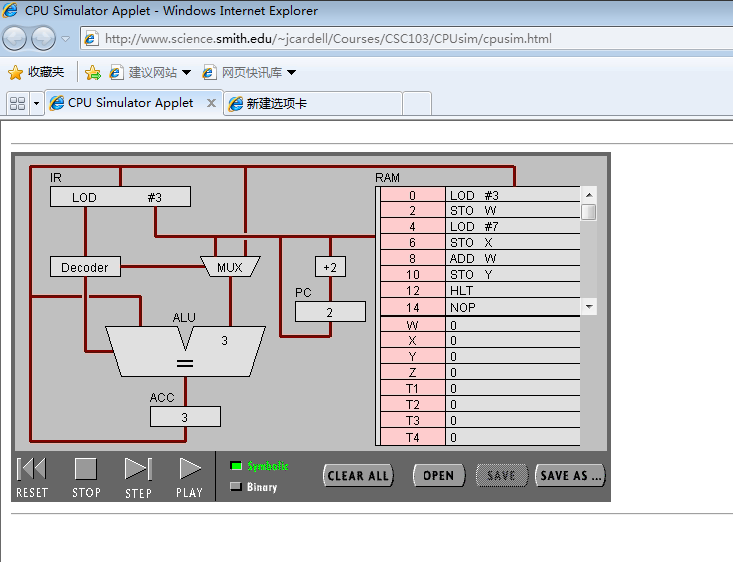 CPU Simulator Applet - Windows Internet Explorer
http://www.science.smith.edu/~jcardell/Courses/CSC103/CPUsim/cpusim.html
收藏夹 建议网站 网页快讯库
CPU Simulator Applet x 新建选项卡
IR
LOD #3
Decoder
MUX
+2
PC
2
ALU
3
=
ACC
3
RAM
0 LOD #3
2 STO W
4 LOD #7
6 STO X
8 ADD W
10 STO Y
12 HLT
14 NOP
W 0
X 0
Y 0
Z 0
T1 0
T2 0
T3 0
T4 0
RESET STOP STEP PLAY
Symbolic
Binary
CLEAR ALL OPEN SAVE SAVE AS ...